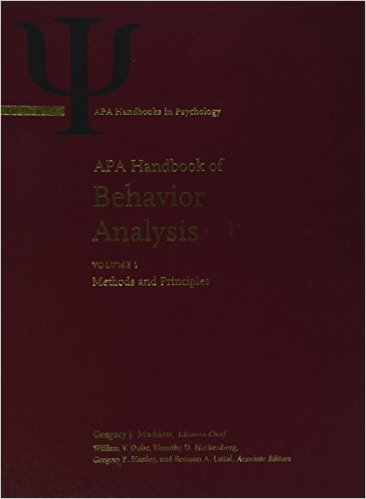 Ψ
APA Handbooks in Psychology
APA Handbook of
Behavior
Analysis
VOLUME 1
Methods and Principles
Gregory J. Madden, Editor-in-Chief
William V. Dube, Timothy D. Hackenberg,
Gregory P. Hanley, and Kennon A. Lattal, Associate Editors